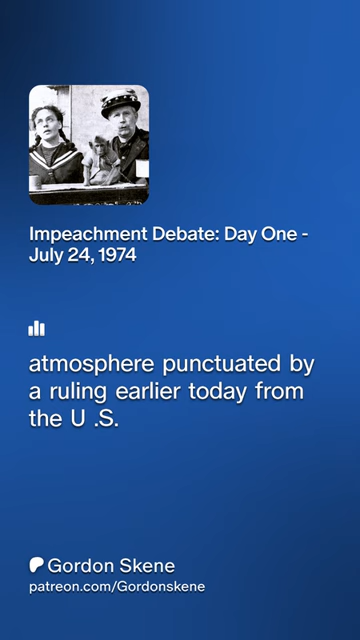 Impeachment Debate: Day One -
July 24, 1974
atmosphere punctuated by
a ruling earlier today from
the U .S.
Gordon Skene
patreon.com/Gordonskene